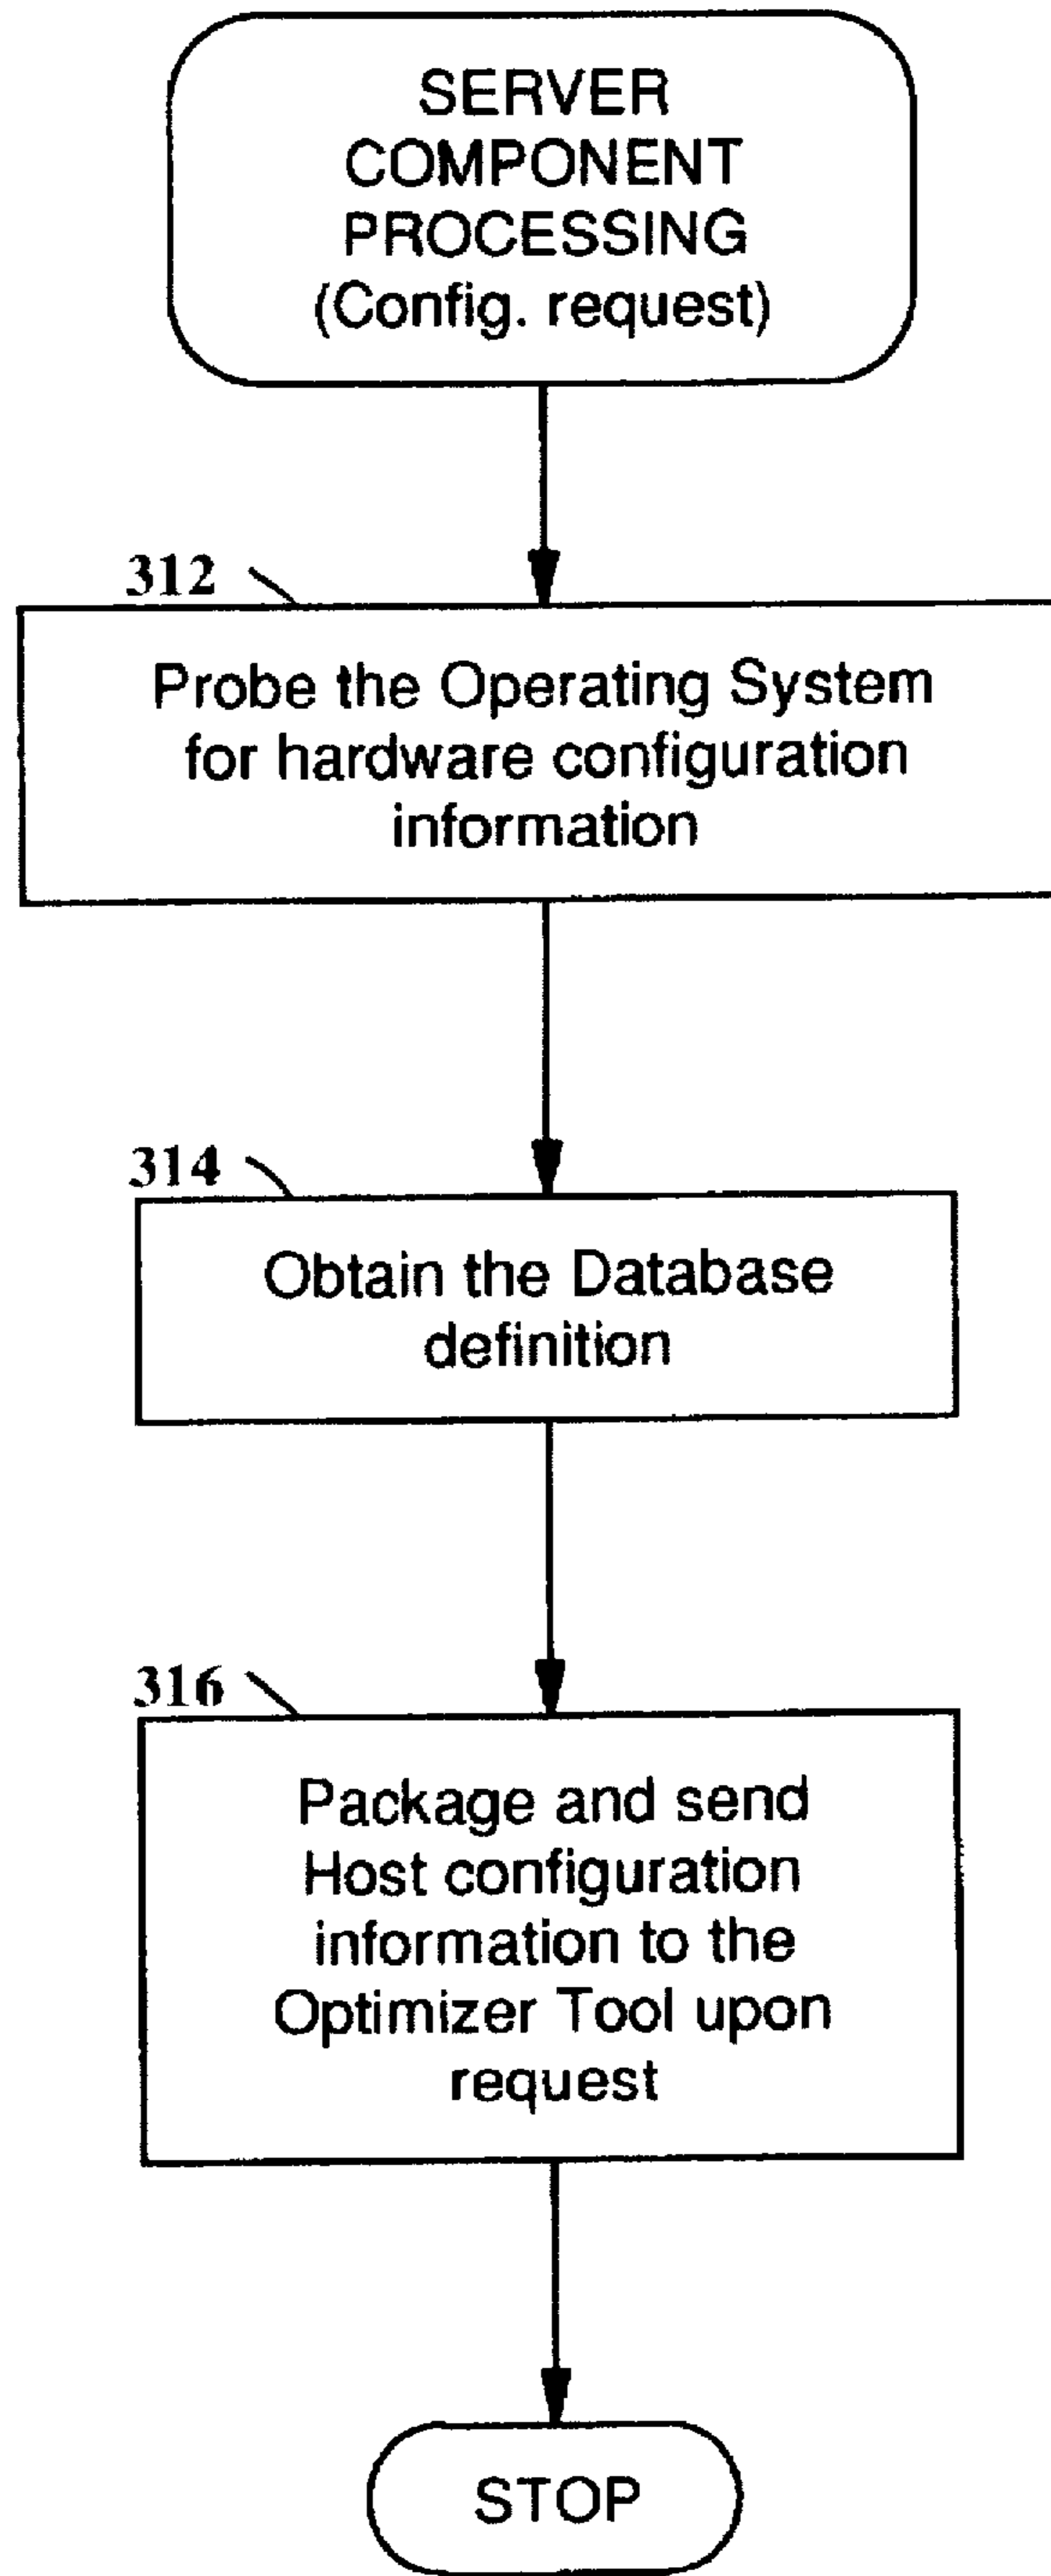 SERVER
COMPONENT
PROCESSING
(Config. request)
312
Probe the Operating System
for hardware configuration
information
314
Obtain the Database
definition
316
Package and send
Host configuration
information to the
Optimizer Tool upon
request
STOP